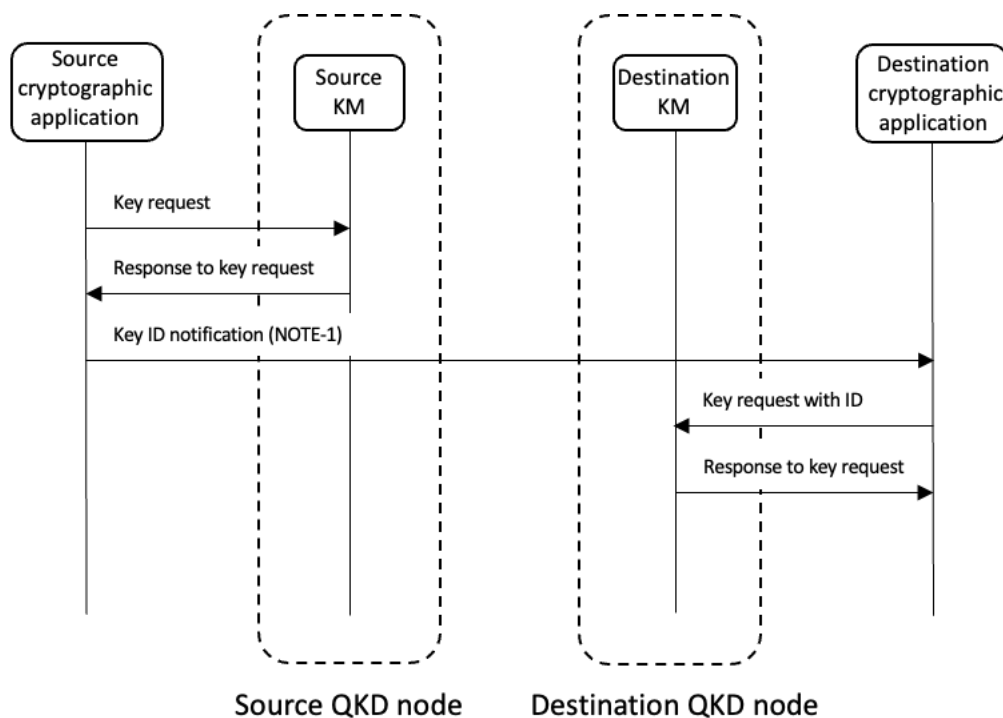 Source
cryptographic
application
Source
KM
Destination
KM
Destination
cryptographic
application
Key request
Response to key request
Key ID notification (NOTE-1)
Key request with ID
Response to key request
Source QKD node
Destination QKD node